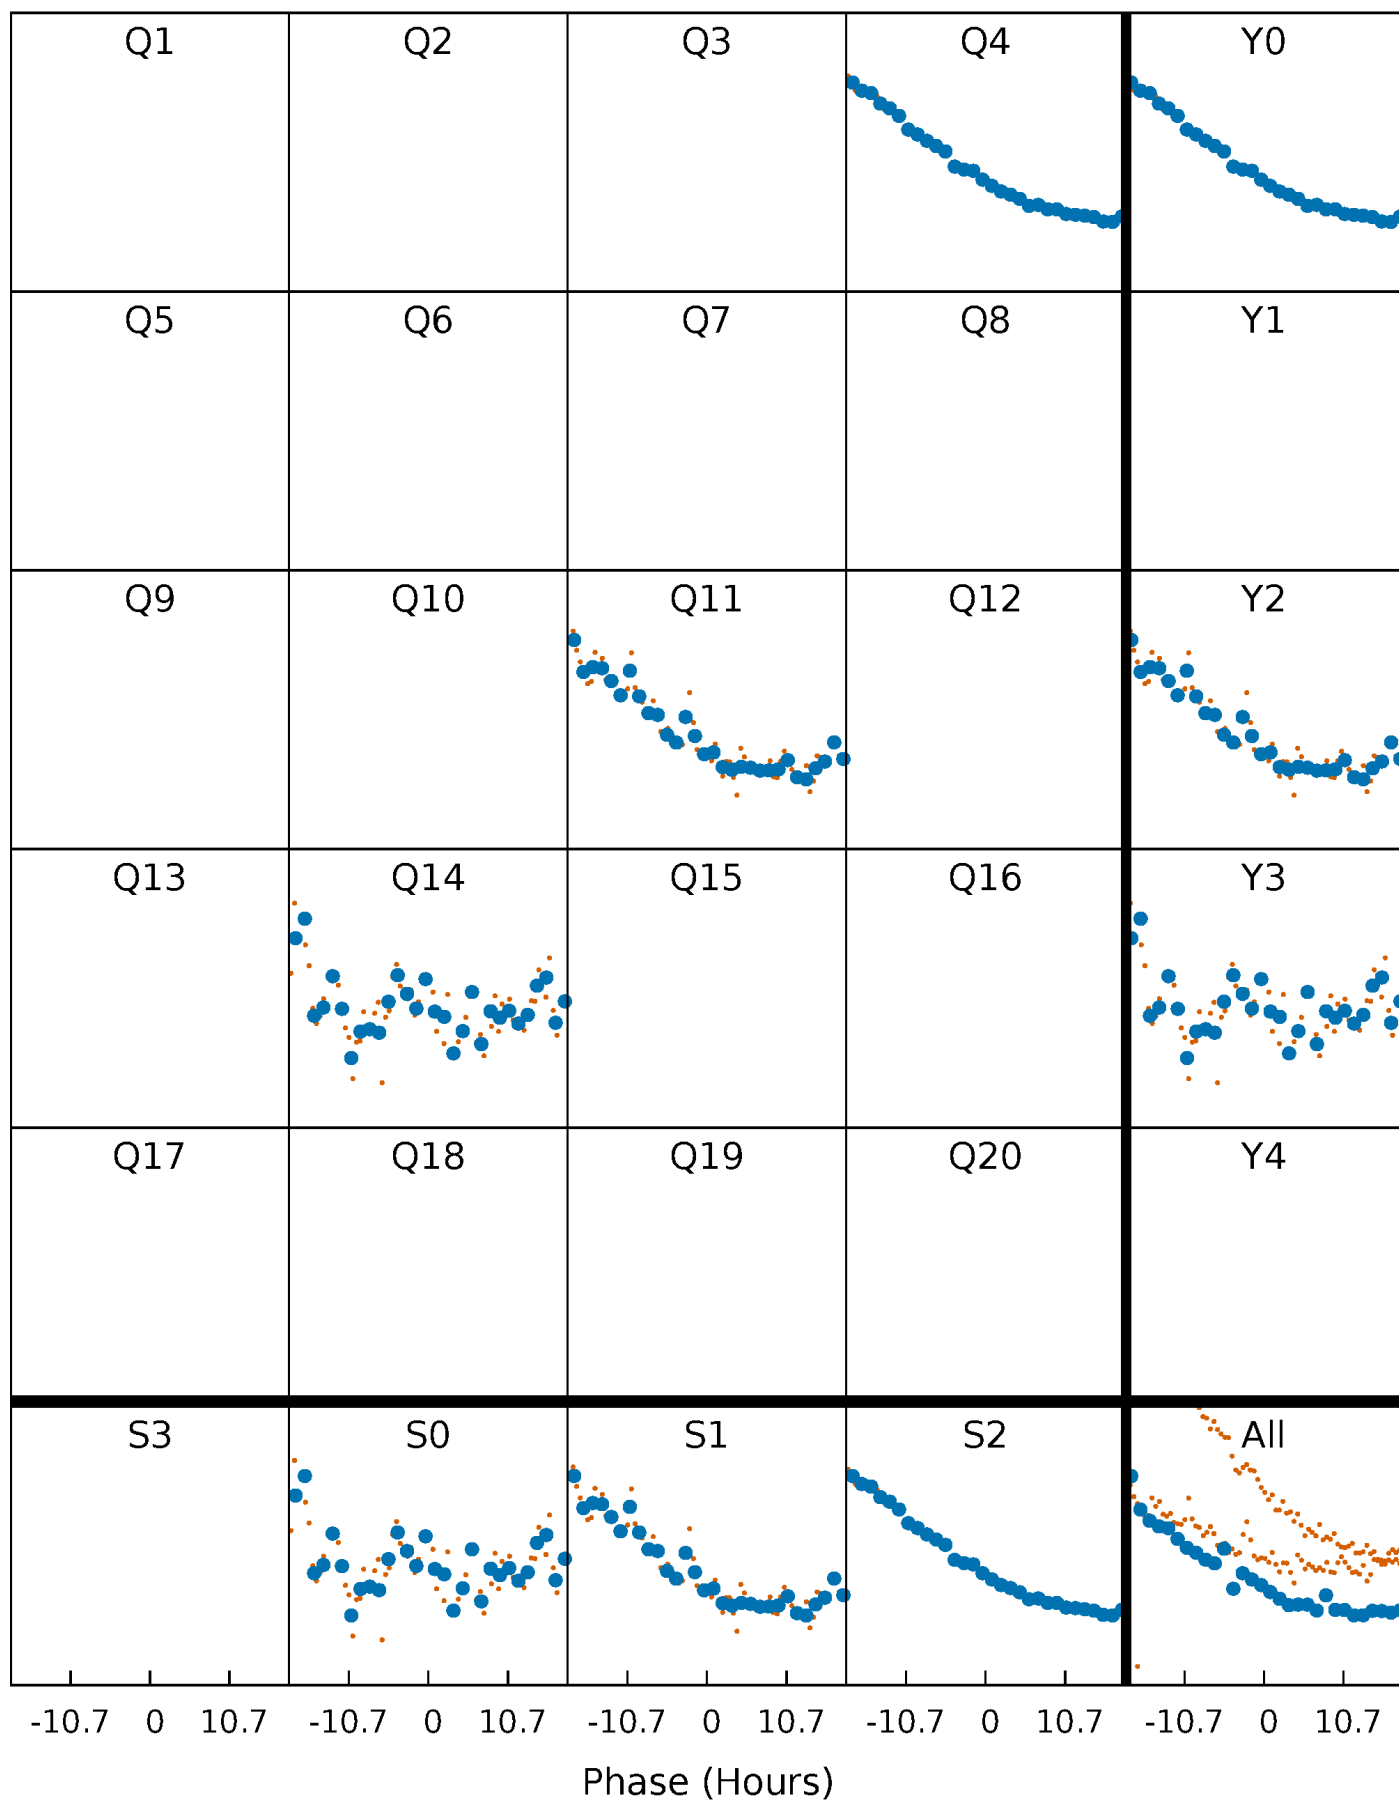 Q1 Q2 Q3 Q4 Y0
Q5 Q6 Q7 Q8 Y1
Q9 Q10 Q11 Q12 Y2
Q13 Q14 Q15 Q16 Y3
Q17 Q18 Q19 Q20 Y4
S3 S0 S1 S2 All
-10.7 0 10.7 -10.7 0 10.7 -10.7 0 10.7 -10.7 0 10.7 -10.7 0 10.7
Phase (Hours)